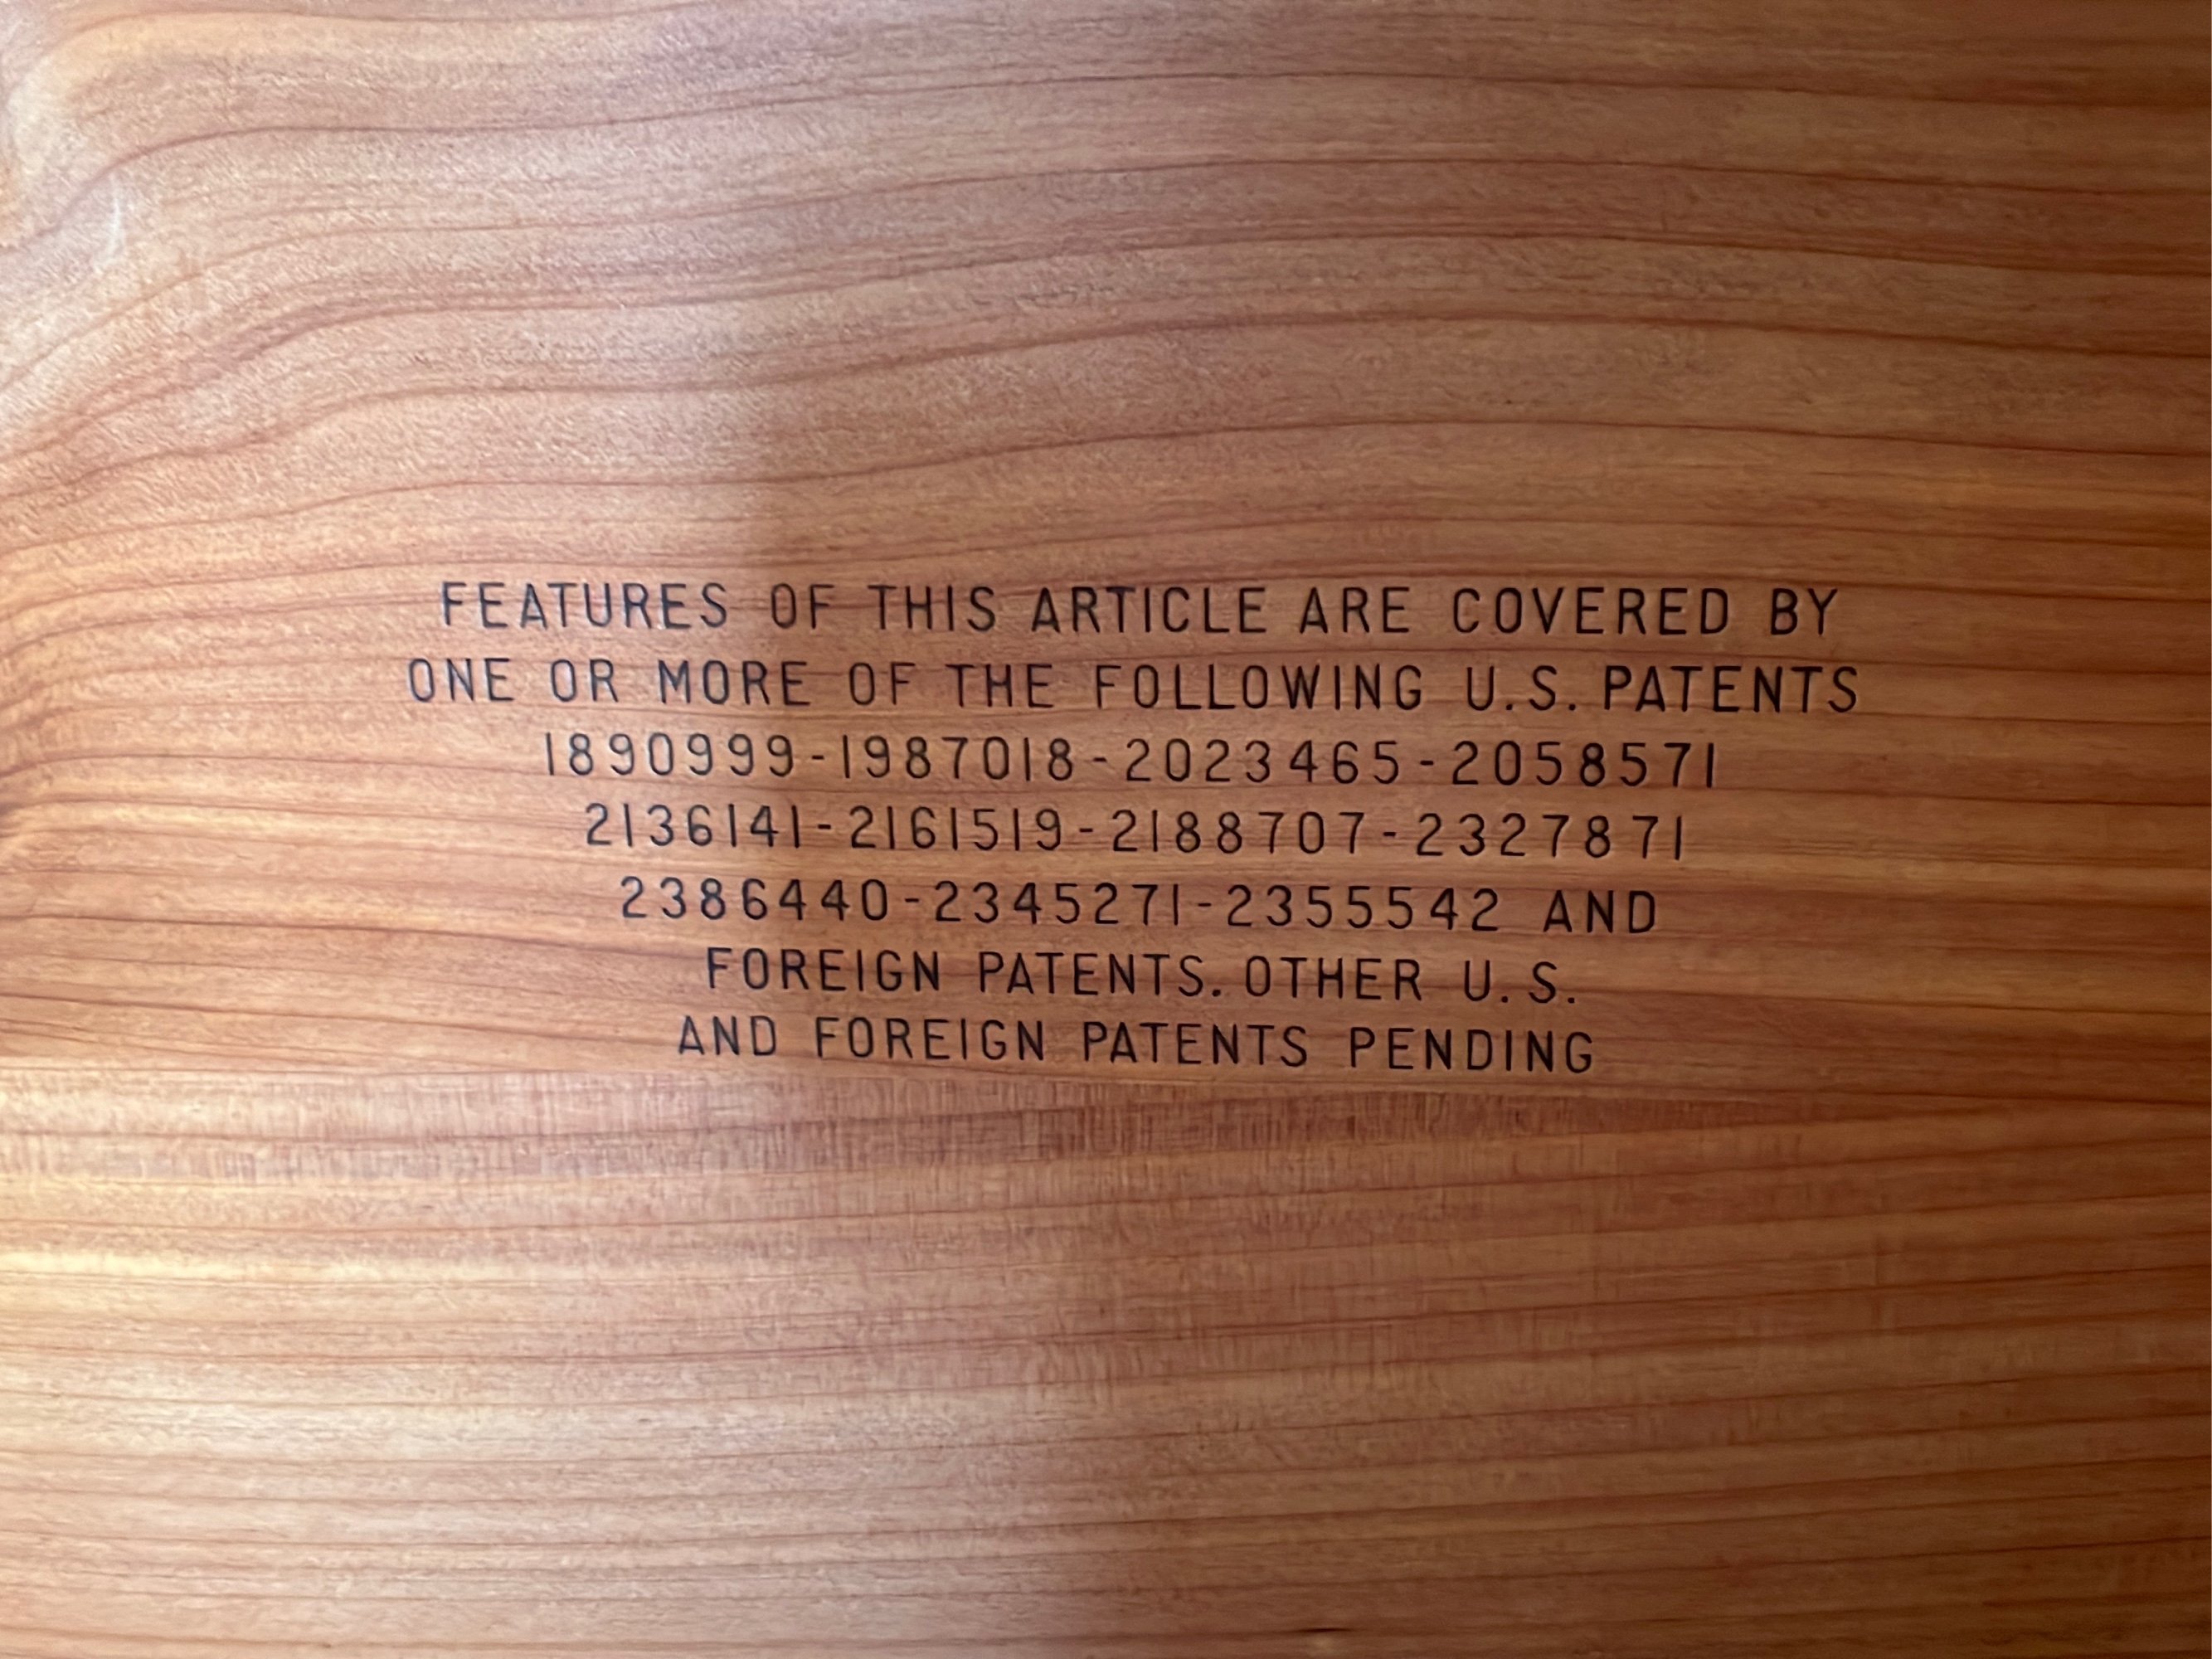 FEATURES OF THIS ARTICLE ARE COVERED BY
ONE OR MORE OF THE FOLLOWING U.S. PATENTS
1890999-1987018-2023465-2058571
2136141-2161519-2188707-2327871
2386440-2345271-2355542 AND
FOREIGN PATENTS. OTHER U.S.
AND FOREIGN PATENTS PENDING